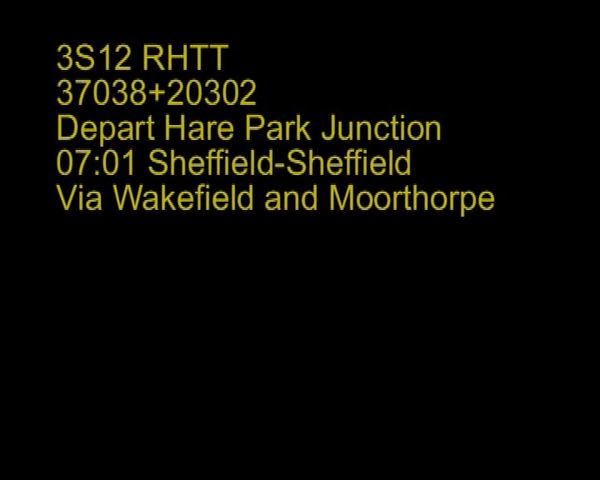 3S12 RHTT
37038+20302
Depart Hare Park Junction
07:01 Sheffield-Sheffield
Via Wakefield and Moorthorpe